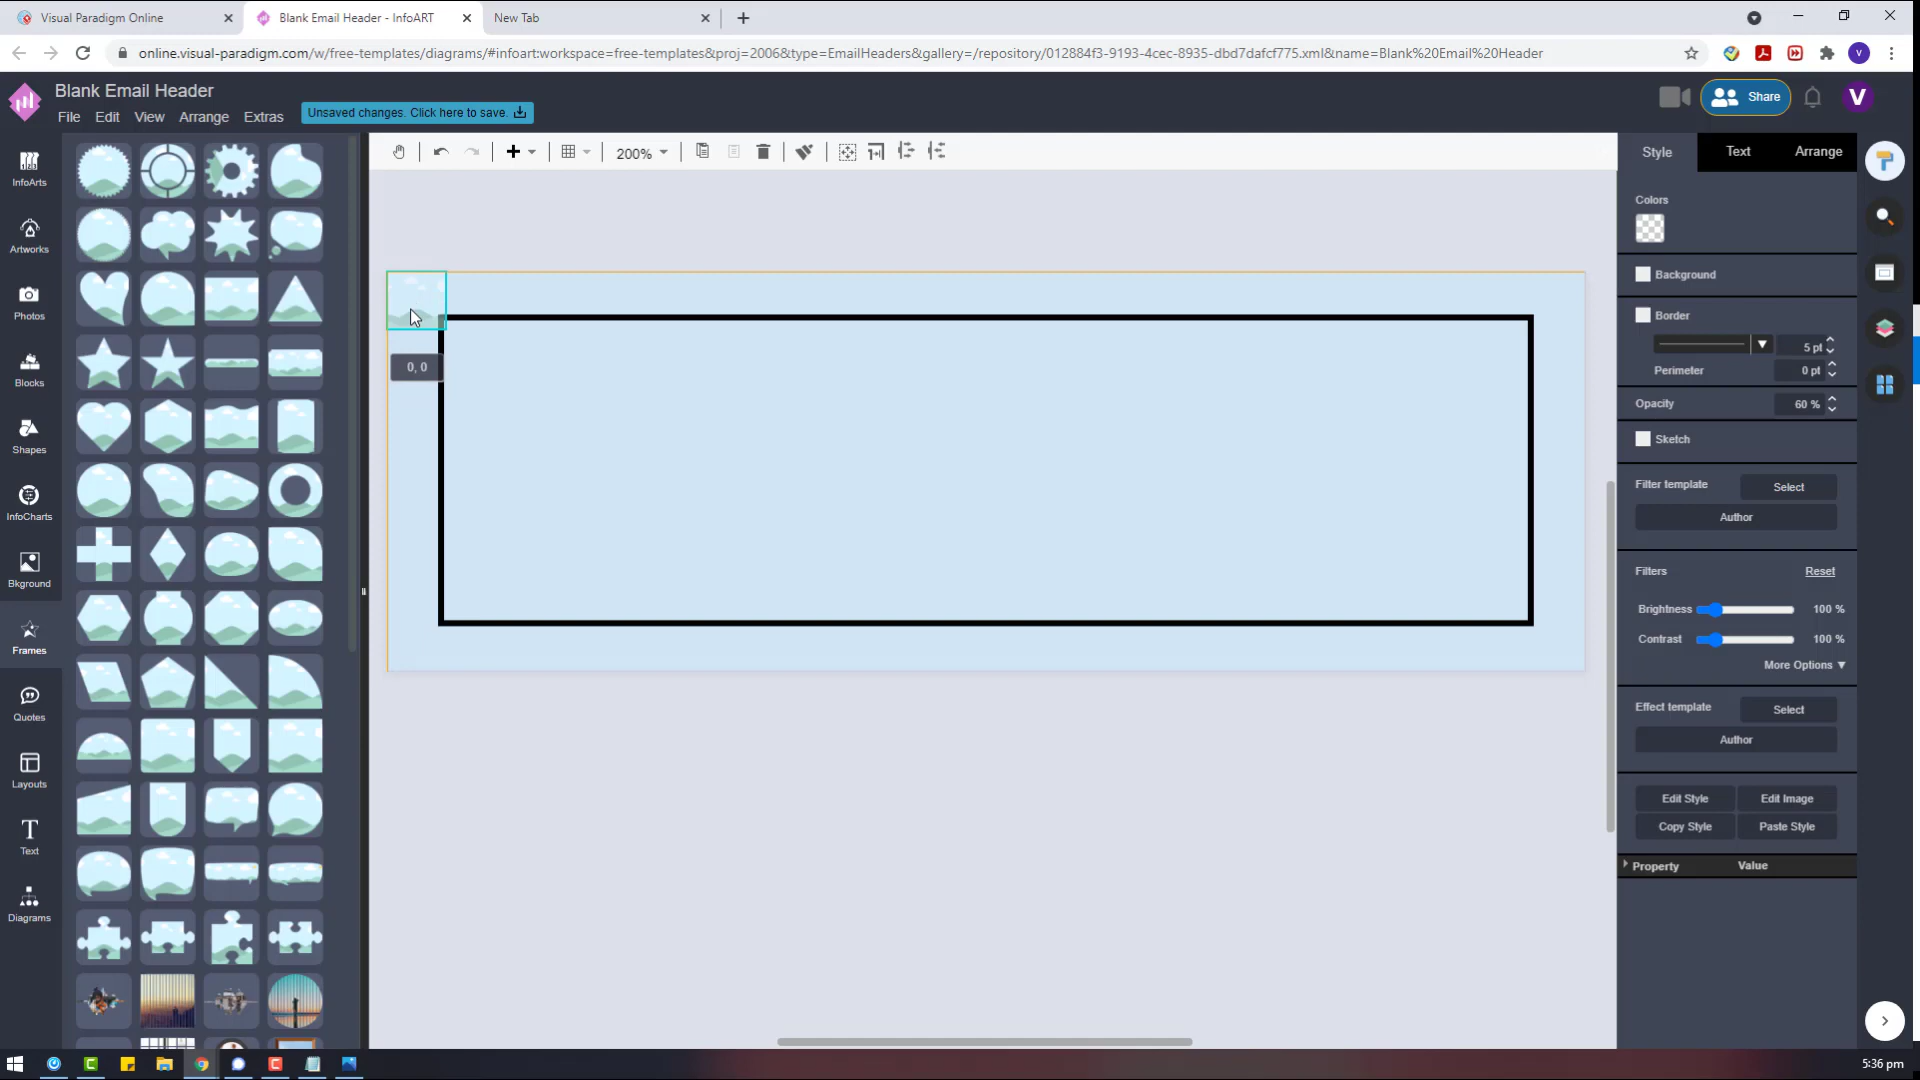 Visual Paradigm Online
Blank Email Header - InfoART
New Tab
online.visual-paradigm.com/w/free-templates/diagrams/#infoart:workspace=free-templates&proj=2006&type=EmailHeaders&gallery=/repository/012884f3-9193-4cec-8935-dbd7dafcf775.xml&name=Blank%20Email%20Header
V
Blank Email Header
File Edit View Arrange Extras
Unsaved changes. Click here to save.
Share
V
InfoArts
Artworks
Photos
Blocks
Shapes
InfoCharts
Bkground
Frames
Quotes
Layouts
Text
Diagrams
200%
0, 0
Style
Text
Arrange
Colors
Background
Border
5 pt
Perimeter
0 pt
Opacity
60 %
Sketch
Filter template
Select
Author
Filters
Reset
Brightness
100 %
Contrast
100 %
More Options ▼
Effect template
Select
Author
Edit Style
Edit Image
Copy Style
Paste Style
Property
Value
5:36 pm